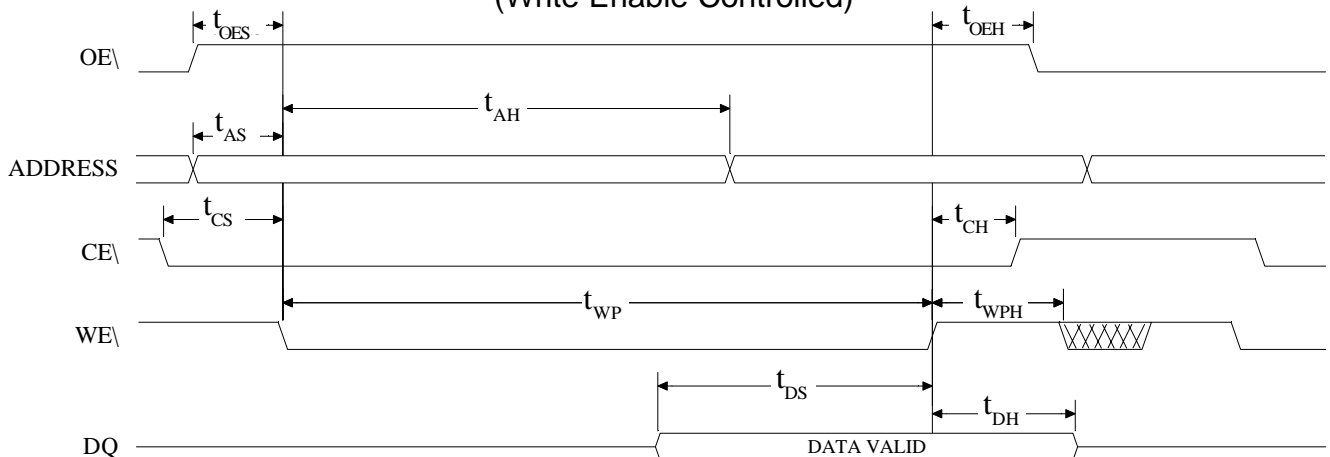 (Write Enable Controlled)
tOES
tOEH
OE\
tAH
tAS
ADDRESS
tCS
tCH
CE\
tWP
tWPH
WE\
tDS
tDH
DQ
DATA VALID